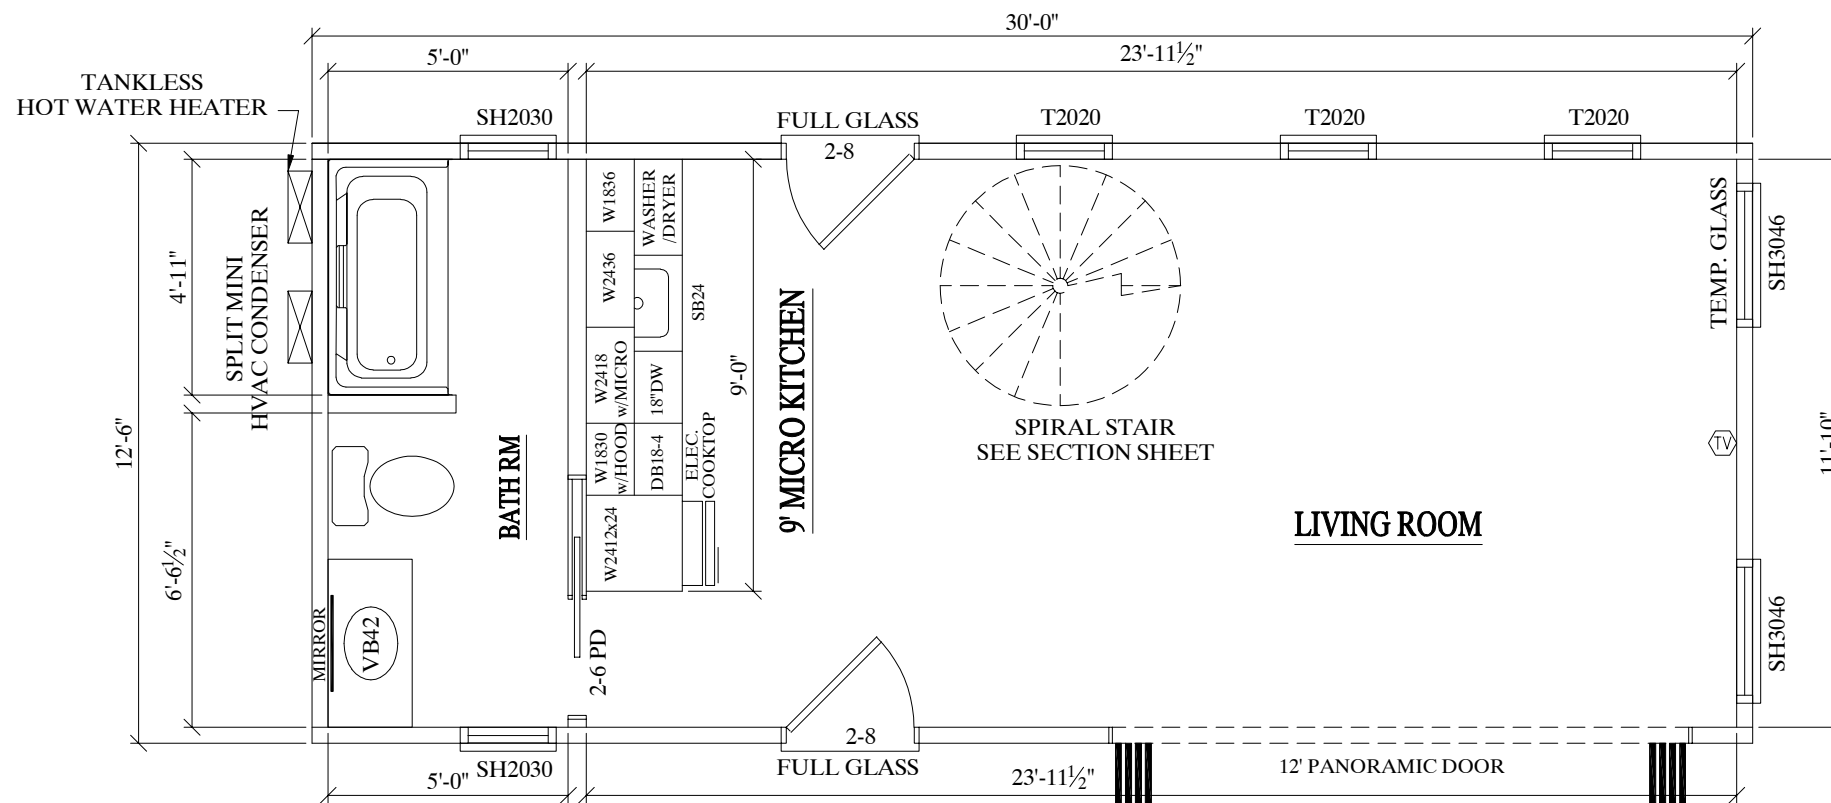 30'-0"
5'-0"
23'-11½"
TANKLESS
HOT WATER HEATER
SH2030
FULL GLASS
2-8
T2020
T2020
T2020
W1836
WASHER
/DRYER
W2436
SB24
W2418
w/MICRO
18"DW
W1830
w/HOOD
DB18-4
ELEC.
COOKTOP
W2412x24
9'-0"
9' MICRO KITCHEN
SPLIT MINI
HVAC CONDENSER
4'-11"
12'-6"
6'-6½"
BATH RM
MIRROR
VB42
2-6 PD
SPIRAL STAIR
SEE SECTION SHEET
LIVING ROOM
TEMP. GLASS
SH3046
TV
11'-10"
SH3046
SH2030
2-8
FULL GLASS
12' PANORAMIC DOOR
5'-0"
23'-11½"